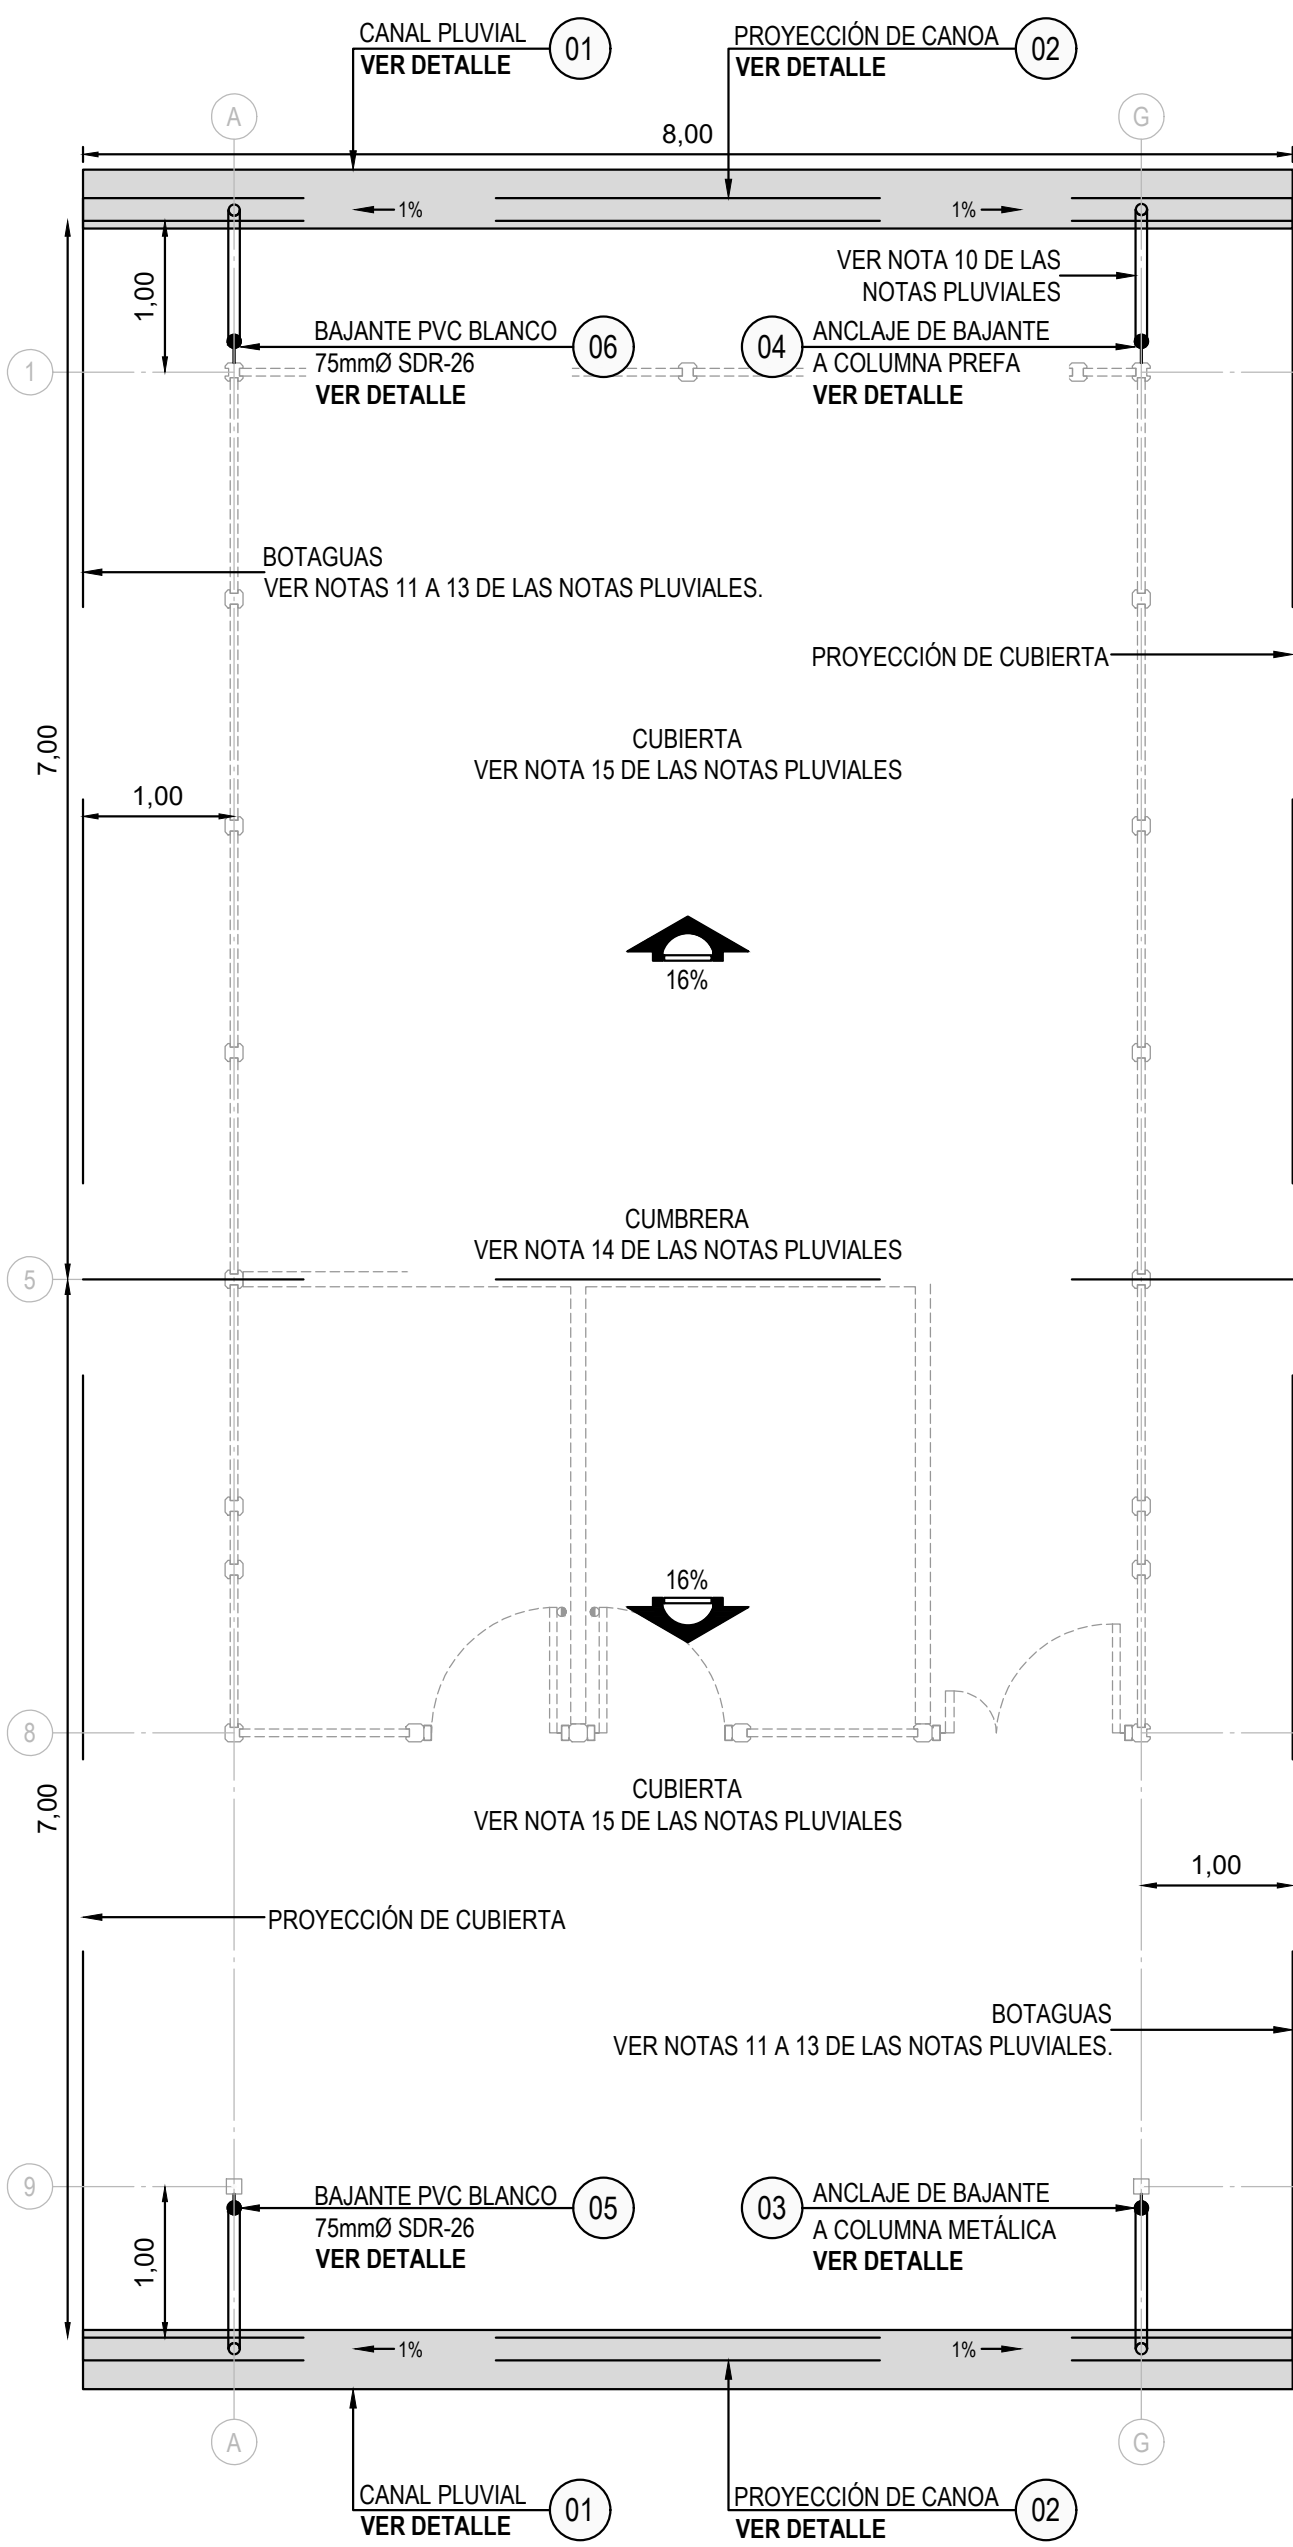 CANAL PLUVIAL
VER DETALLE
01
PROYECCIÓN DE CANOA
VER DETALLE
02
A
G
8,00
1%
1%
1,00
VER NOTA 10 DE LAS
NOTAS PLUVIALES
BAJANTE PVC BLANCO
75mmØ SDR-26
VER DETALLE
06
04
ANCLAJE DE BAJANTE
A COLUMNA PREFA
VER DETALLE
1
BOTAGUAS
VER NOTAS 11 A 13 DE LAS NOTAS PLUVIALES.
PROYECCIÓN DE CUBIERTA
7,00
CUBIERTA
VER NOTA 15 DE LAS NOTAS PLUVIALES
1,00
16%
CUMBRERA
VER NOTA 14 DE LAS NOTAS PLUVIALES
5
16%
8
CUBIERTA
VER NOTA 15 DE LAS NOTAS PLUVIALES
7,00
1,00
PROYECCIÓN DE CUBIERTA
BOTAGUAS
VER NOTAS 11 A 13 DE LAS NOTAS PLUVIALES.
9
BAJANTE PVC BLANCO
75mmØ SDR-26
VER DETALLE
05
03
ANCLAJE DE BAJANTE
A COLUMNA METÁLICA
VER DETALLE
1,00
1%
1%
A
G
CANAL PLUVIAL
VER DETALLE
01
PROYECCIÓN DE CANOA
VER DETALLE
02